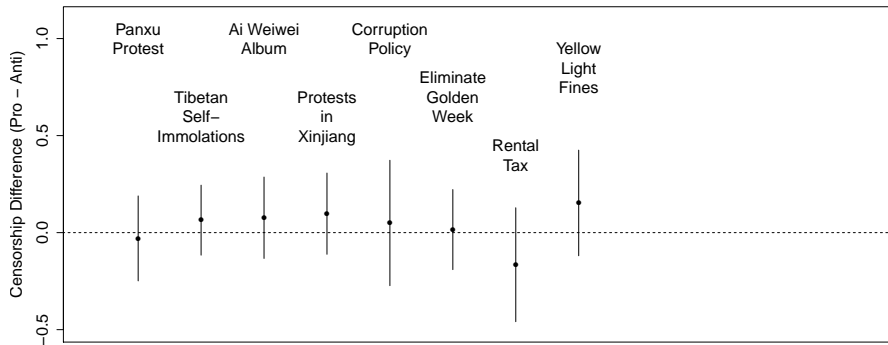 Censorship Difference (Pro − Anti)
1.0
0.5
0.0
−0.5
Panxu
Protest
Tibetan
Self−
Immolations
Ai Weiwei
Album
Protests
in
Xinjiang
Corruption
Policy
Eliminate
Golden
Week
Rental
Tax
Yellow
Light
Fines